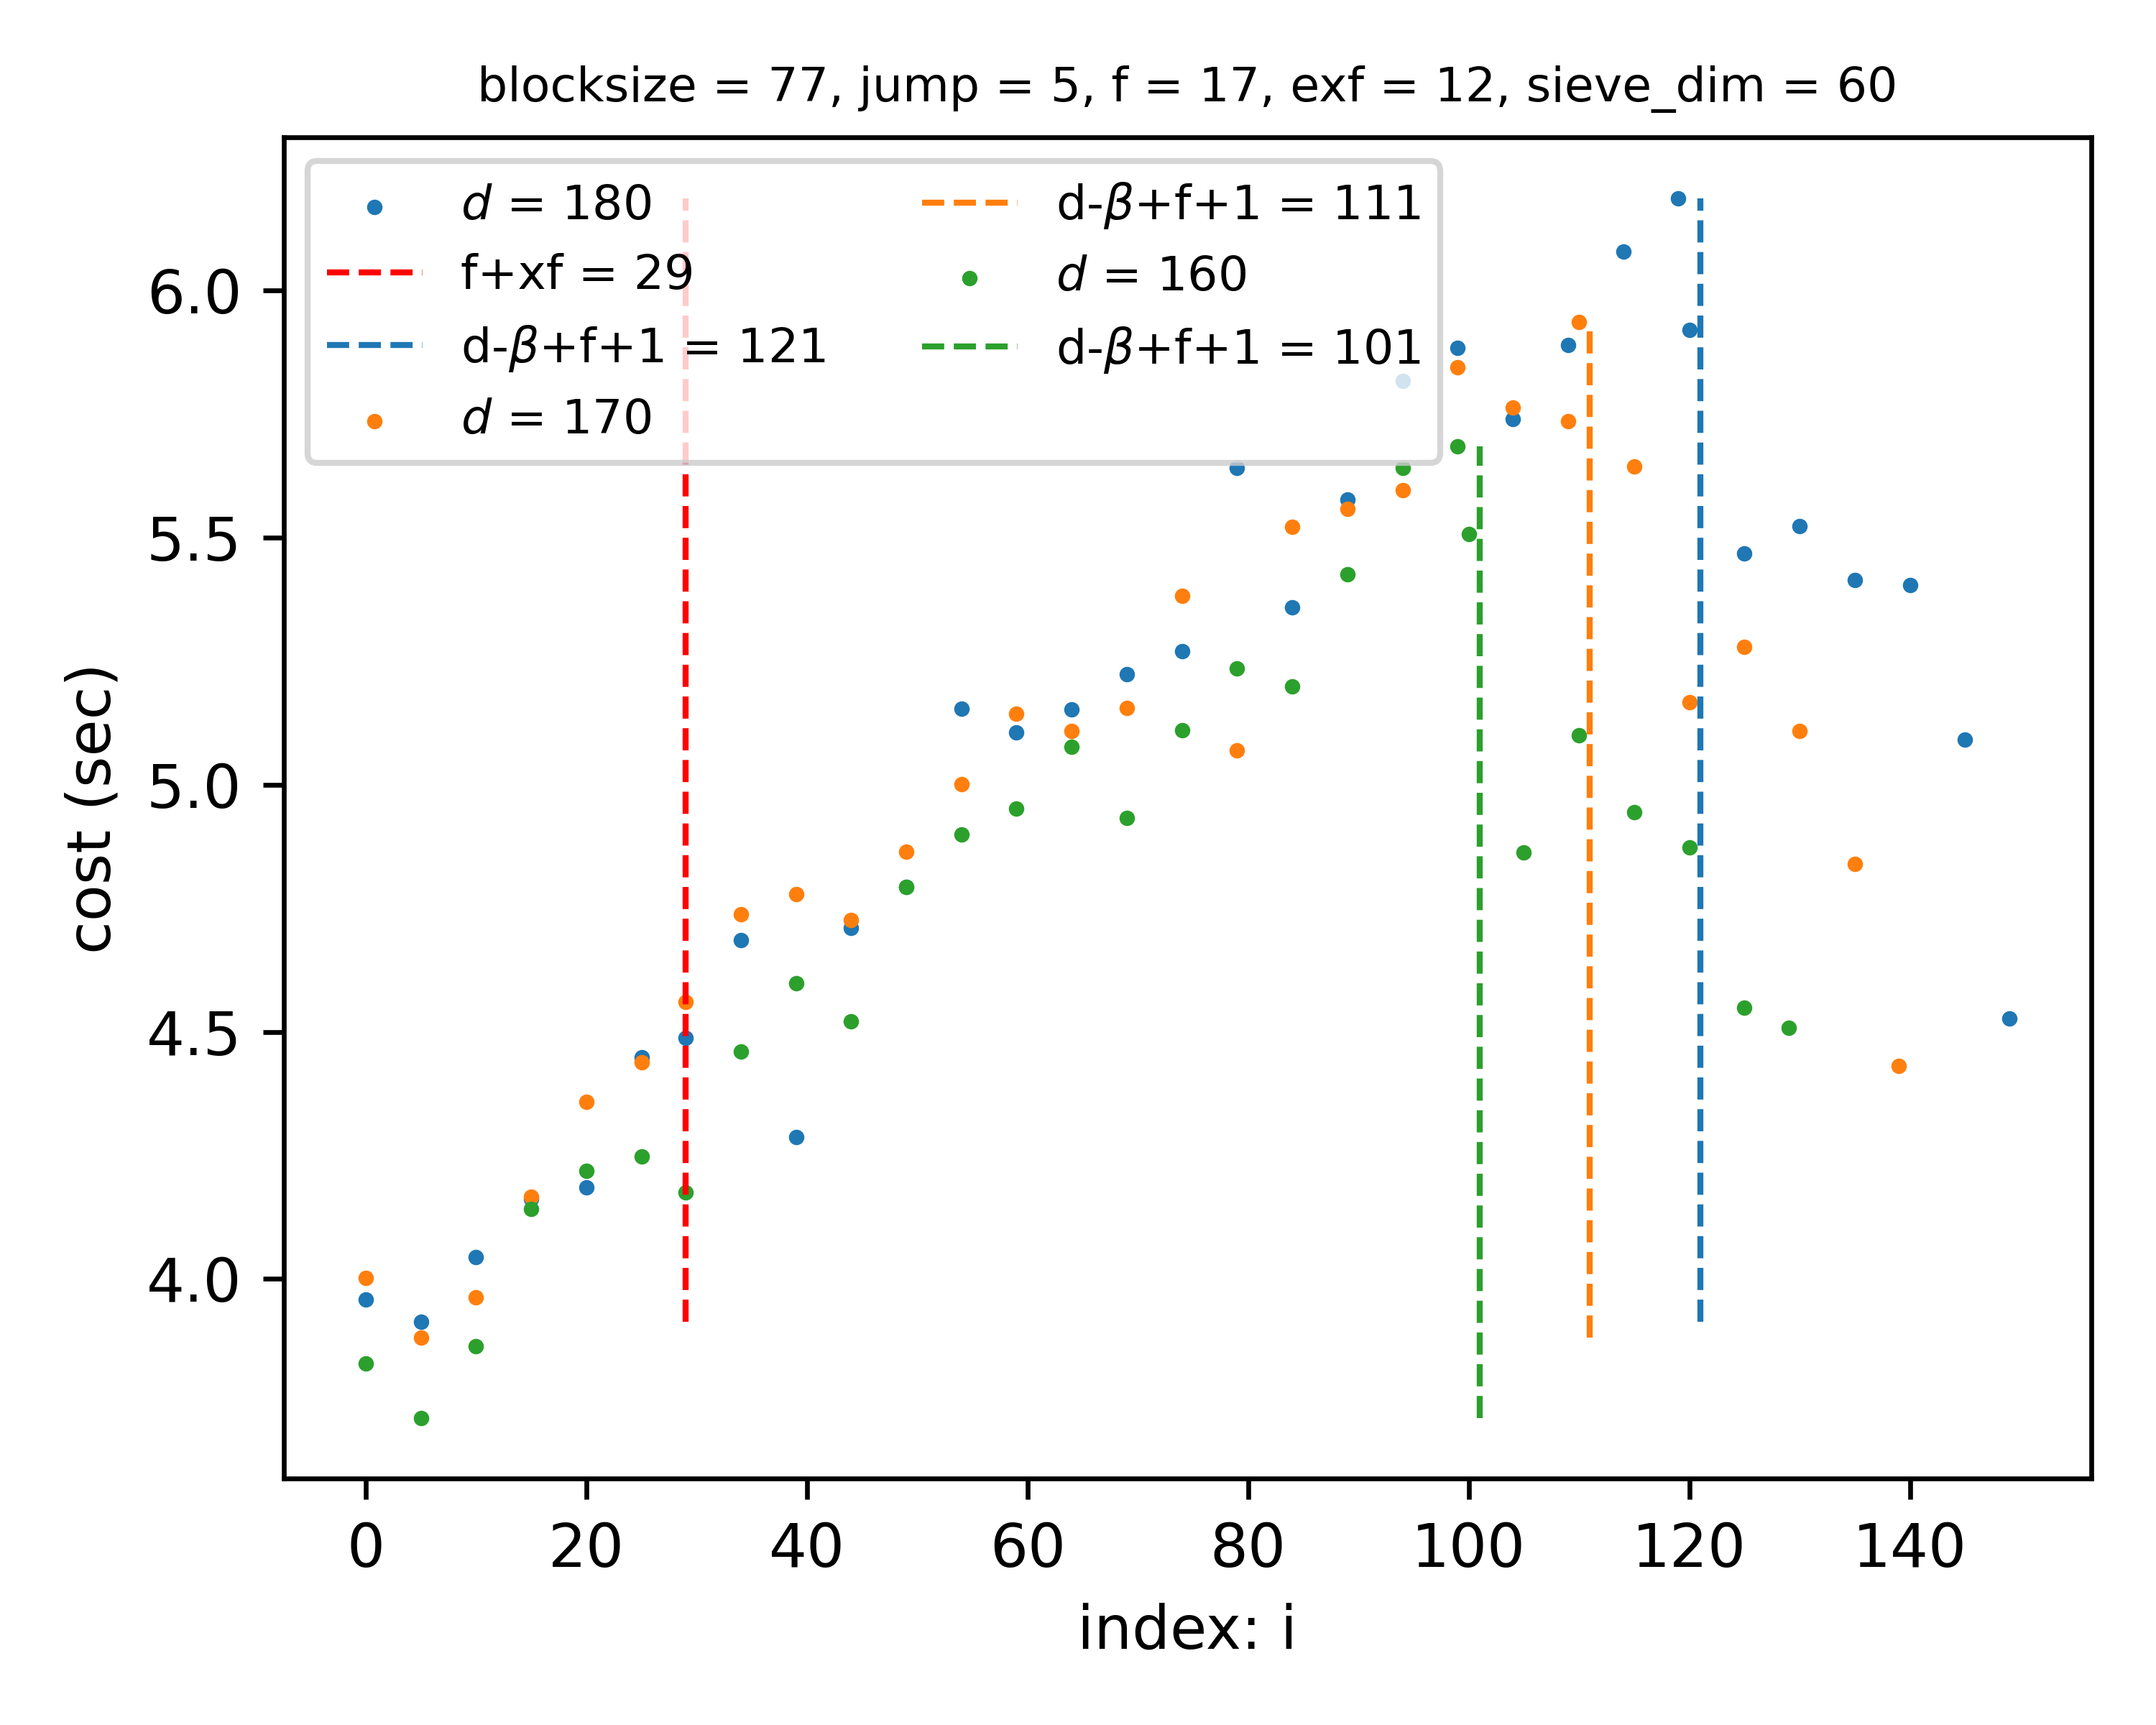 blocksize = 77, jump = 5, f = 17, exf = 12, sieve_dim = 60
d = 180
f+xf = 29
d-β+f+1 = 121
d = 170
d-β+f+1 = 111
d = 160
d-β+f+1 = 101
6.0
5.5
5.0
4.5
4.0
cost (sec)
0 20 40 60 80 100 120 140
index: i